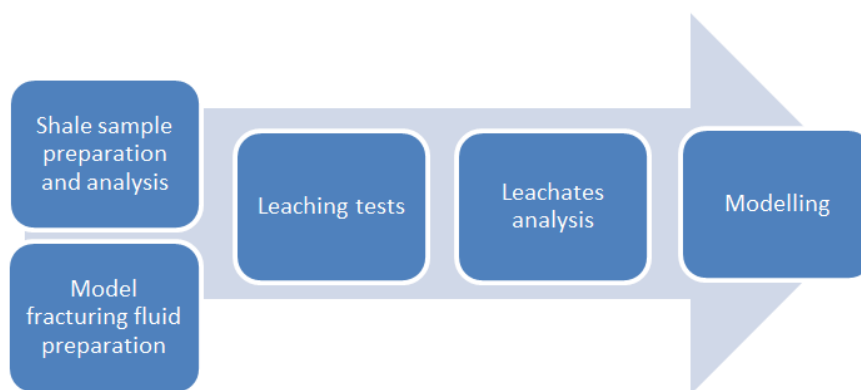 Shale sample
preparation
and analysis
Model
fracturing fluid
preparation
Leaching tests
Leachates
analysis
Modelling